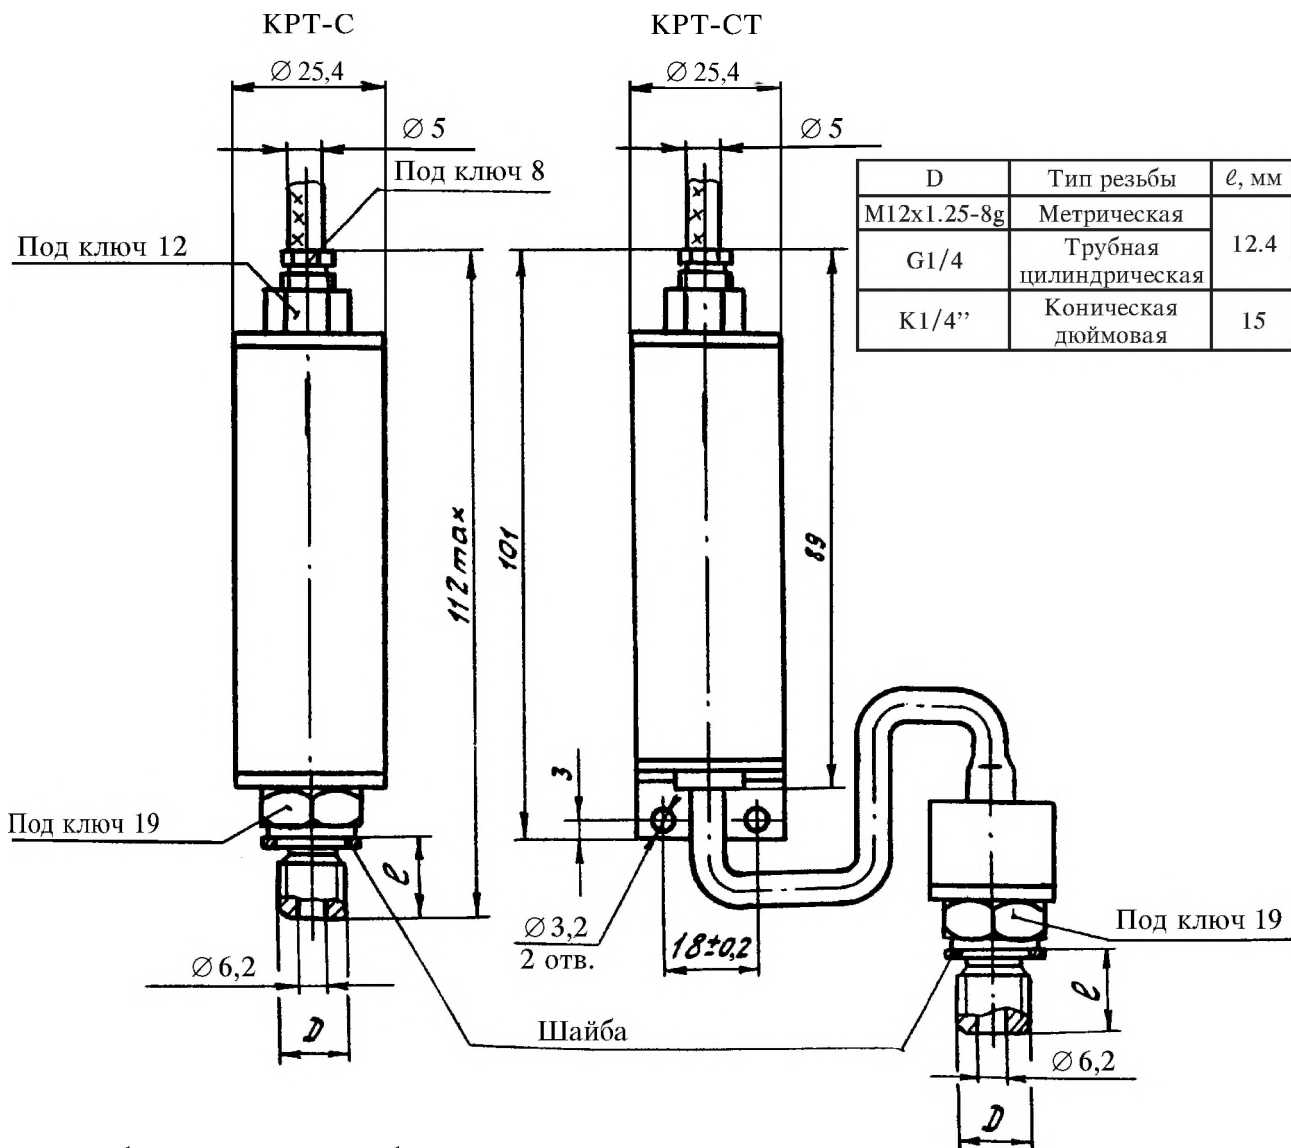 КРТ-С
КРТ-СТ
∅ 25,4
∅ 25,4
∅ 5
∅ 5
Под ключ 8
Под ключ 12
D Тип резьбы ℓ, мм
M12x1.25-8g Метрическая
12.4
G1/4 Трубная
цилиндрическая
K1/4” Коническая
дюймовая
15
112 max
101
89
3
Под ключ 19
ℓ
∅ 3,2
2 отв.
18±0,2
Под ключ 19
∅ 6,2
D
Шайба
ℓ
∅ 6,2
D